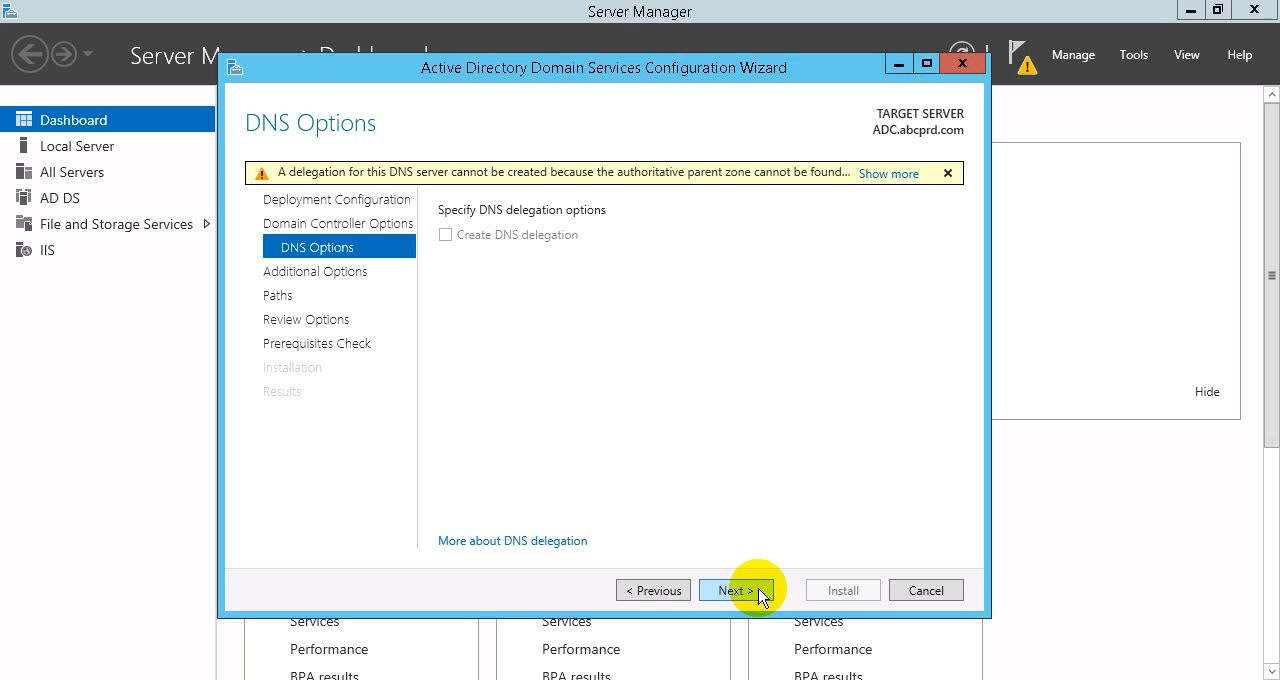 Server Manager
Server M
Manage
Tools
View
Help
Active Directory Domain Services Configuration Wizard
DNS Options
TARGET SERVER
ADC.abcprd.com
A delegation for this DNS server cannot be created because the authoritative parent zone cannot be found...
Show more
Dashboard
Local Server
All Servers
AD DS
File and Storage Services
IIS
Deployment Configuration
Domain Controller Options
DNS Options
Additional Options
Paths
Review Options
Prerequisites Check
Installation
Results
Specify DNS delegation options
Create DNS delegation
More about DNS delegation
< Previous
Next >
Install
Cancel
Hide
Services
Performance
BPA results
Services
Performance
BPA results
Services
Performance
BPA results